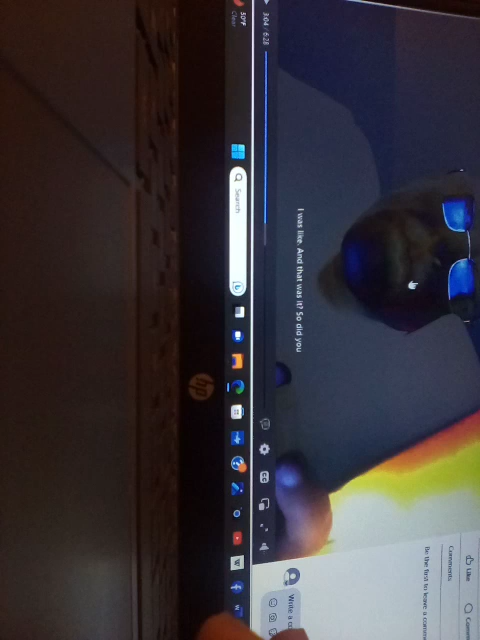 I was like. And that was it? So did you
3:04 / 6:28
Like
Comments
Be the first to leave a
Write a
50°F
Clear
Search
hp